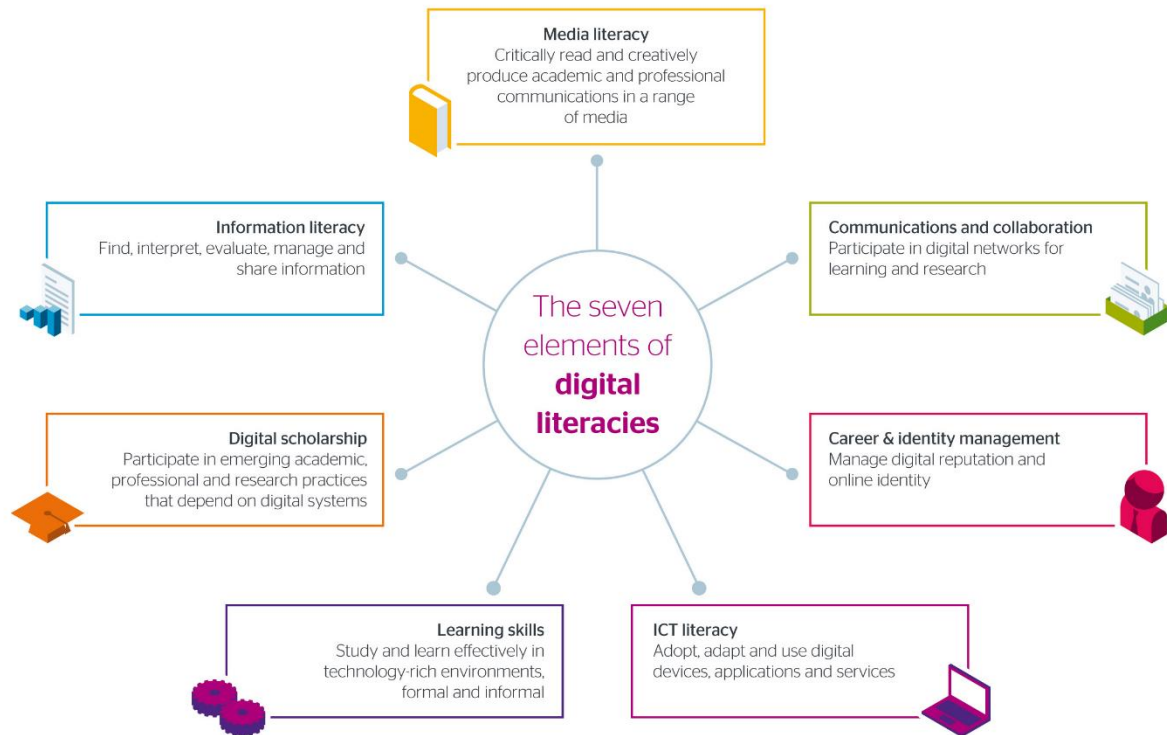 Media literacy
Critically read and creatively
produce academic and professional
communications in a range
of media
Information literacy
Find, interpret, evaluate, manage and
share information
Communications and collaboration
Participate in digital networks for
learning and research
The seven
elements of
digital
literacies
Digital scholarship
Participate in emerging academic,
professional and research practices
that depend on digital systems
Career & identity management
Manage digital reputation and
online identity
Learning skills
Study and learn effectively in
technology-rich environments,
formal and informal
ICT literacy
Adopt, adapt and use digital
devices, applications and services